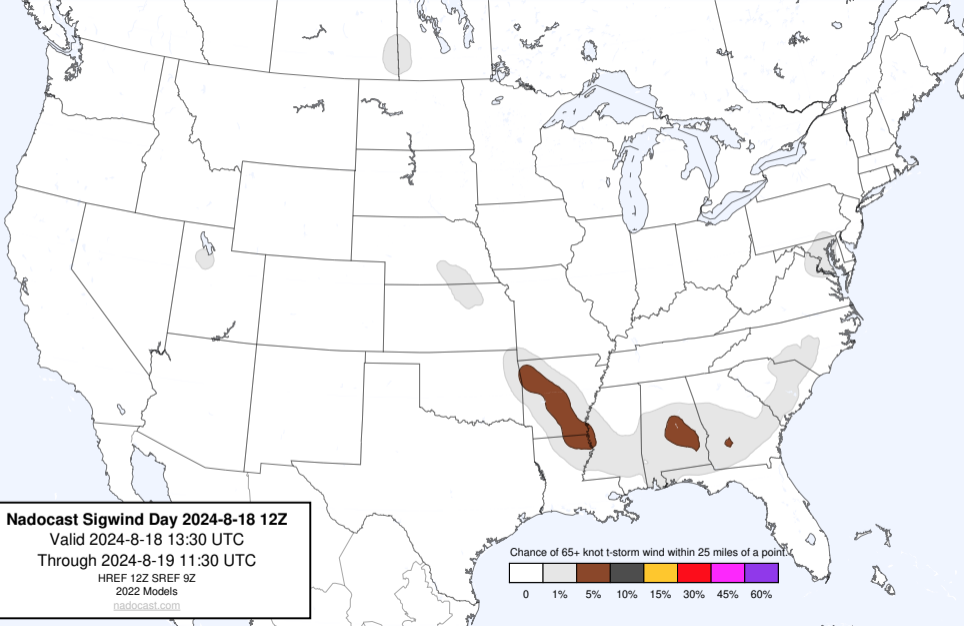 Nadocast Sigwind Day 2024-8-18 12Z
Valid 2024-8-18 13:30 UTC
Through 2024-8-19 11:30 UTC
HREF 12Z SREF 9Z
2022 Models
nadocast.com
Chance of 65+ knot t-storm wind within 25 miles of a point.
0 1% 5% 10% 15% 30% 45% 60%